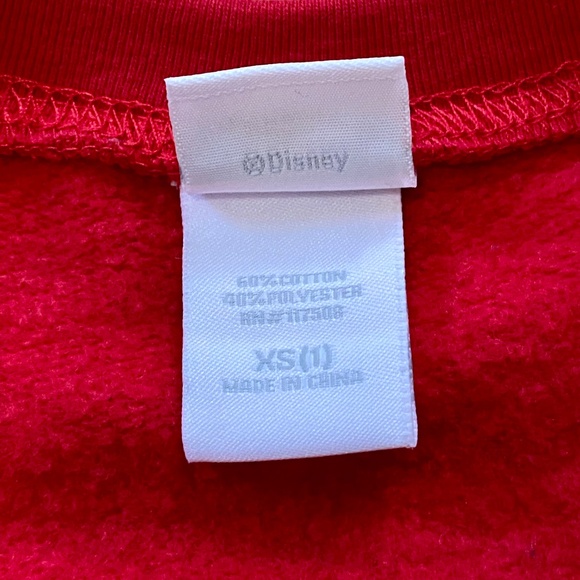 ©Disney
60% COTTON
40% POLYESTER
RN# 117508
XS (1)
MADE IN CHINA